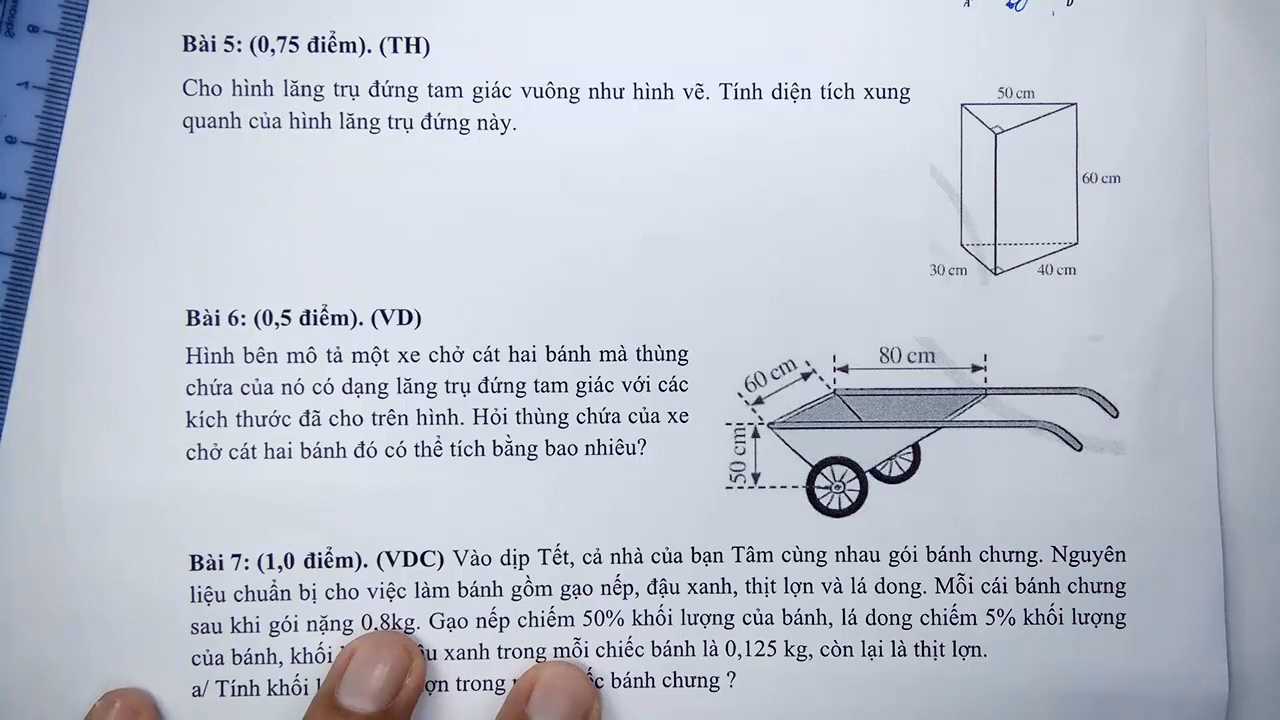 Bài 5: (0,75 điểm). (TH)
Cho hình lăng trụ đứng tam giác vuông như hình vẽ. Tính diện tích xung
quanh của hình lăng trụ đứng này.
50 cm
60 cm
30 cm
40 cm
Bài 6: (0,5 điểm). (VD)
Hình bên mô tả một xe chở cát hai bánh mà thùng
chứa của nó có dạng lăng trụ đứng tam giác với các
kích thước đã cho trên hình. Hỏi thùng chứa của xe
chở cát hai bánh đó có thể tích bằng bao nhiêu?
60 cm
80 cm
50 cm
Bài 7: (1,0 điểm). (VDC) Vào dịp Tết, cả nhà của bạn Tâm cùng nhau gói bánh chưng. Nguyên
liệu chuẩn bị cho việc làm bánh gồm gạo nếp, đậu xanh, thịt lợn và lá dong. Mỗi cái bánh chưng
sau khi gói nặng 0,8kg. Gạo nếp chiếm 50% khối lượng của bánh, lá dong chiếm 5% khối lượng
của bánh, khối xanh trong mỗi chiếc bánh là 0,125 kg, còn lại là thịt lợn.
a/ Tính khối trong bánh chưng ?